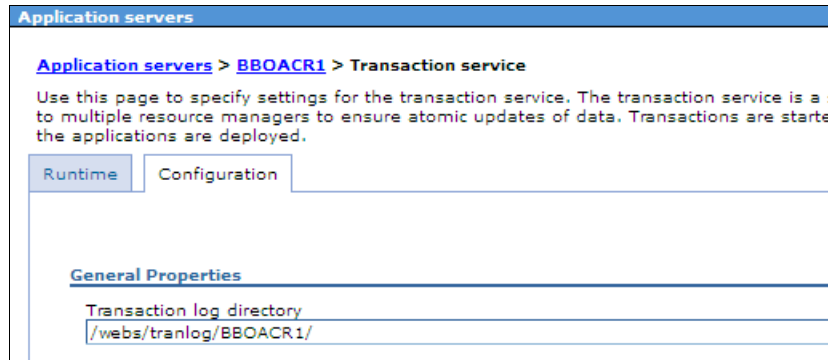 Application servers
Application servers > BBOACR1 > Transaction service
Use this page to specify settings for the transaction service. The transaction service is a
to multiple resource managers to ensure atomic updates of data. Transactions are starte
the applications are deployed.
Runtime Configuration
General Properties
Transaction log directory
/webs/tranlog/BBOACR1/